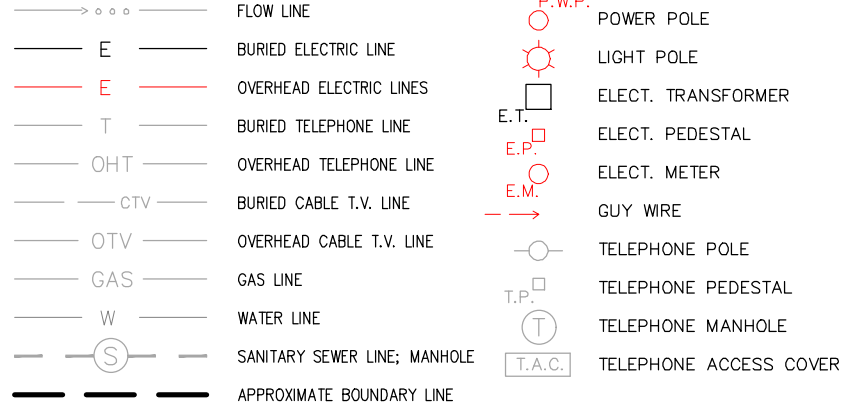 FLOW LINE
E BURIED ELECTRIC LINE
E OVERHEAD ELECTRIC LINES
T BURIED TELEPHONE LINE
OHT OVERHEAD TELEPHONE LINE
CTV BURIED CABLE T.V. LINE
OTV OVERHEAD CABLE T.V. LINE
GAS GAS LINE
W WATER LINE
S SANITARY SEWER LINE; MANHOLE
APPROXIMATE BOUNDARY LINE
P.W.P. POWER POLE
LIGHT POLE
E.T. ELECT. TRANSFORMER
E.P. ELECT. PEDESTAL
E.M. ELECT. METER
GUY WIRE
TELEPHONE POLE
T.P. TELEPHONE PEDESTAL
T TELEPHONE MANHOLE
T.A.C. TELEPHONE ACCESS COVER